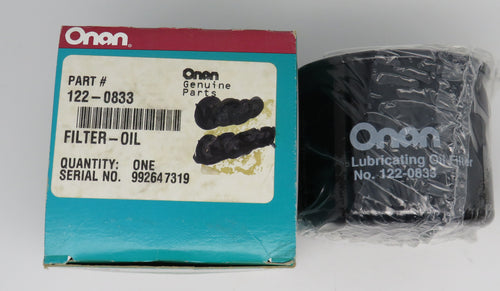 Onan
PART #
122-0833
FILTER-OIL
QUANTITY: ONE
SERIAL NO. 992647319
Onan
Genuine
Parts
Onan
Lubricating Oil Filter
No. 122-0833